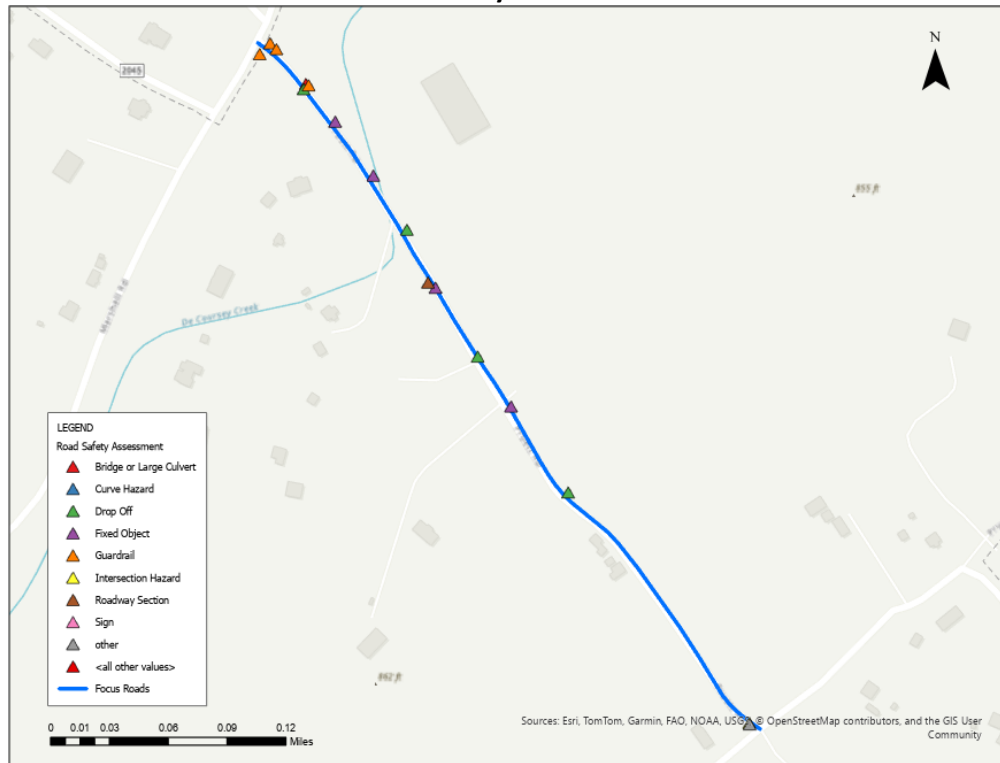 N
2045
855 ft
Marshall Rd
De Coursey Creek
LEGEND
Road Safety Assessment
Bridge or Large Culvert
Curve Hazard
Drop Off
Fixed Object
Guardrail
Intersection Hazard
Roadway Section
Sign
other
<all other values>
Focus Roads
862 ft
0 0.01 0.03 0.06 0.09 0.12
Miles
Sources: Esri, TomTom, Garmin, FAO, NOAA, USGS, © OpenStreetMap contributors, and the GIS User
Community